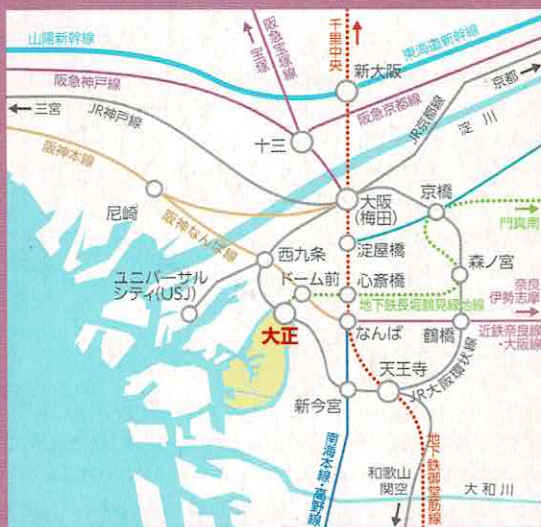 山陽新幹線
宝塚
阪急宝塚線
千里中央
東海道新幹線
新大阪
阪急神戸線
阪急京都線
京都
三宮
JR神戸線
十三
JR京都線
淀川
阪神本線
尼崎
大阪
(梅田)
京橋
門真南
阪神なんば線
西九条
淀屋橋
森ノ宮
ユニバーサル
シティ(USJ)
ドーム前
心斎橋
地下鉄長堀鶴見緑地線
奈良
伊勢志摩
大正
なんば
鶴橋
近鉄奈良線
・大阪線
天王寺
JR大阪環状線
新今宮
南海本線・高野線
地下鉄御堂筋線
和歌山
関空
大和川